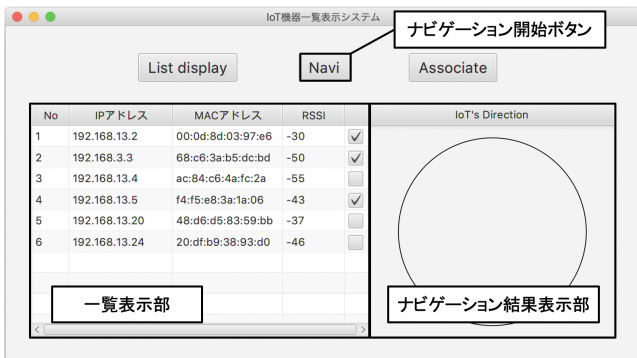 IoT機器一覧表示システム
ナビゲーション開始ボタン
List display Navi Associate
No IPアドレス MACアドレス RSSI IoT's Direction
1 192.168.13.2 00:0d:8d:03:97:e6 -30
2 192.168.3.3 68:c6:3a:b5:dc:bd -50
3 192.168.13.4 ac:84:c6:4a:fc:2a -55
4 192.168.13.5 f4:f5:e8:3a:1a:06 -43
5 192.168.13.20 48:d6:d5:83:59:bb -37
6 192.168.13.24 20:df:b9:38:93:d0 -46
一覧表示部
ナビゲーション結果表示部